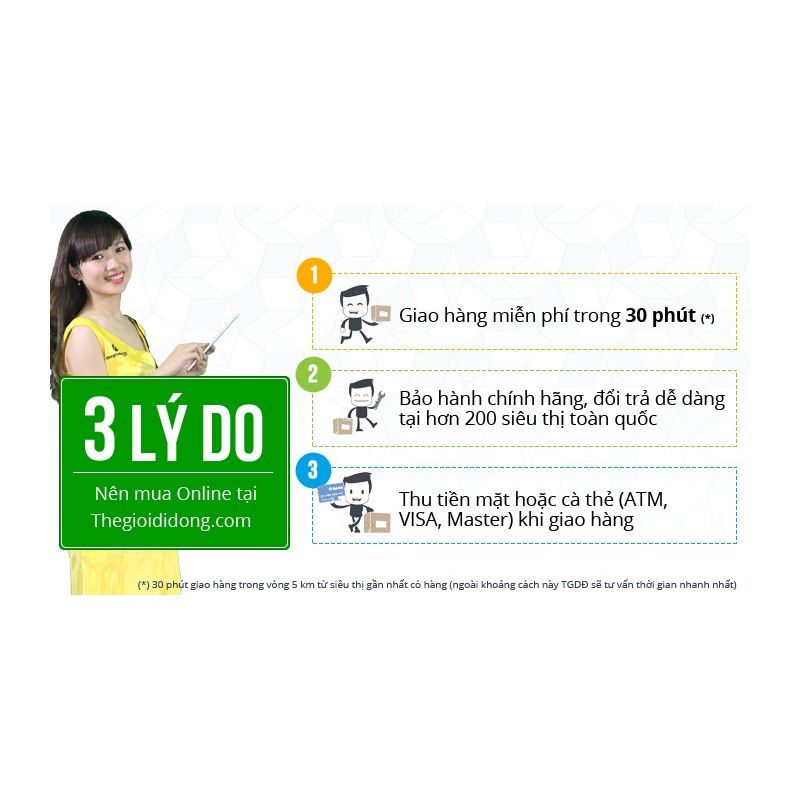 3 LÝ DO
Nên mua Online tại
Thegioididong.com
1
Giao hàng miễn phí trong 30 phút (*)
2
Bảo hành chính hãng, đổi trả dễ dàng
tại hơn 200 siêu thị toàn quốc
3
Thu tiền mặt hoặc cà thẻ (ATM,
VISA, Master) khi giao hàng
(*) 30 phút giao hàng trong vòng 5 km từ siêu thị gần nhất có hàng (ngoài khoảng cách này TGDĐ sẽ tư vấn thời gian nhanh nhất)